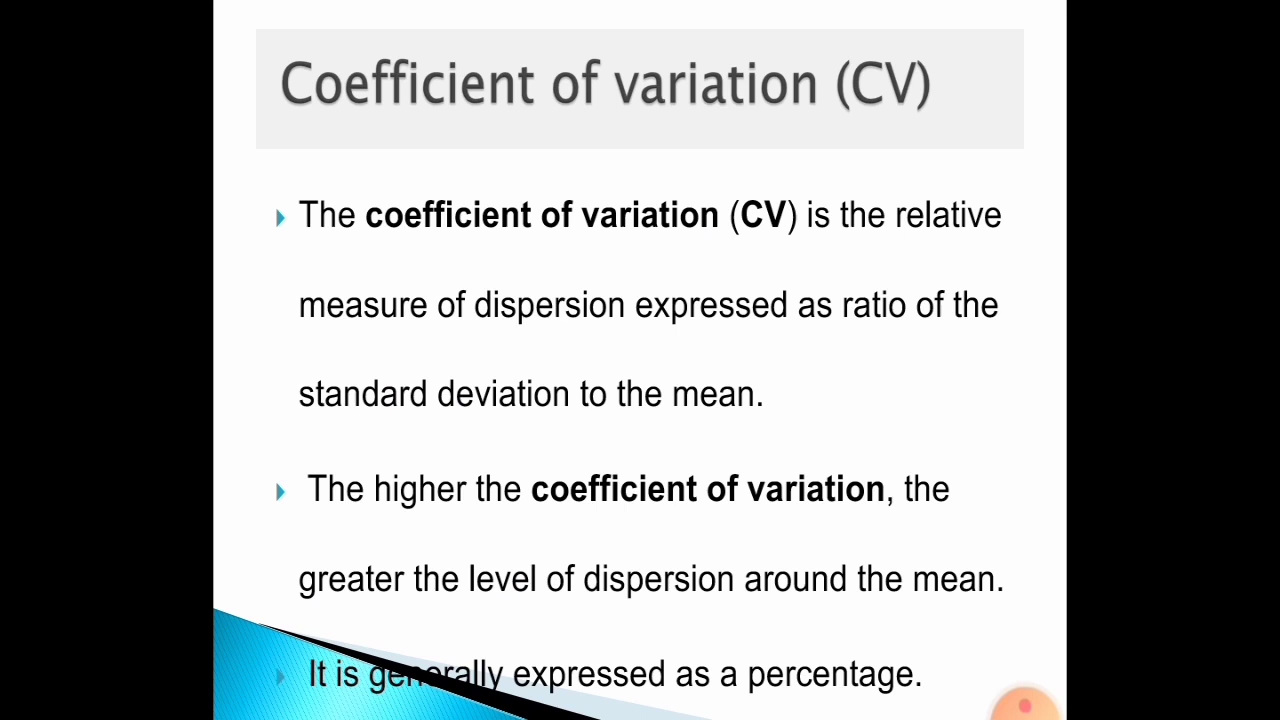 Coefficient of variation (CV)
The coefficient of variation (CV) is the relative
measure of dispersion expressed as ratio of the
standard deviation to the mean.
The higher the coefficient of variation, the
greater the level of dispersion around the mean.
It is generally expressed as a percentage.